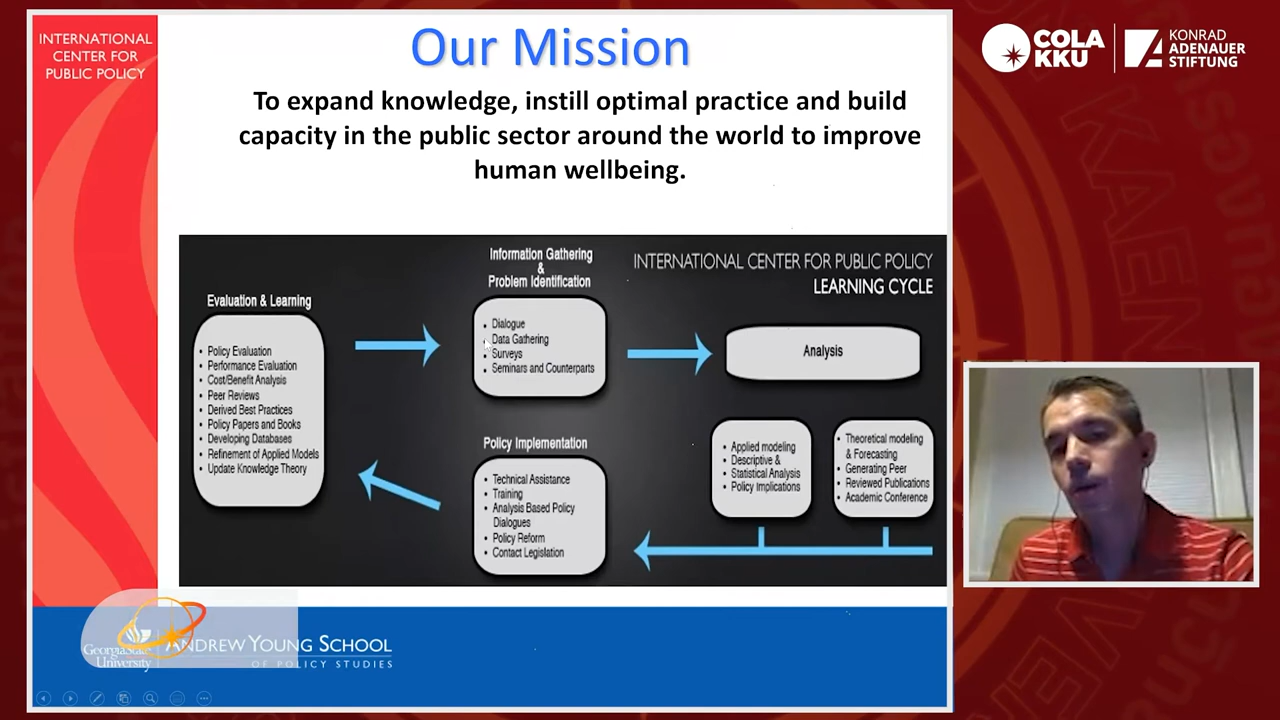 INTERNATIONAL
CENTER FOR
PUBLIC POLICY
Our Mission
To expand knowledge, instill optimal practice and build
capacity in the public sector around the world to improve
human wellbeing.
COLA
KKU
KONRAD
ADENAUER
STIFTUNG
INTERNATIONAL CENTER FOR PUBLIC POLICY
LEARNING CYCLE
Evaluation & Learning
• Policy Evaluation
• Performance Evaluation
• Cost/Benefit Analysis
• Peer Reviews
• Derived Best Practices
• Policy Papers and Books
• Developing Databases
• Refinement of Applied Models
• Update Knowledge Theory
Information Gathering
&
Problem Identification
• Dialogue
• Data Gathering
• Surveys
• Seminars and Counterparts
Analysis
• Applied modeling
• Descriptive &
• Statistical Analysis
• Policy Implications
• Theoretical modeling
& Forecasting
• Generating Peer
• Reviewed Publications
• Academic Conference
Policy Implementation
• Technical Assistance
• Training
• Analysis Based Policy
Dialogues
• Policy Reform
• Contact Legislation
GeorgiaState
University
ANDREW YOUNG SCHOOL
OF POLICY STUDIES